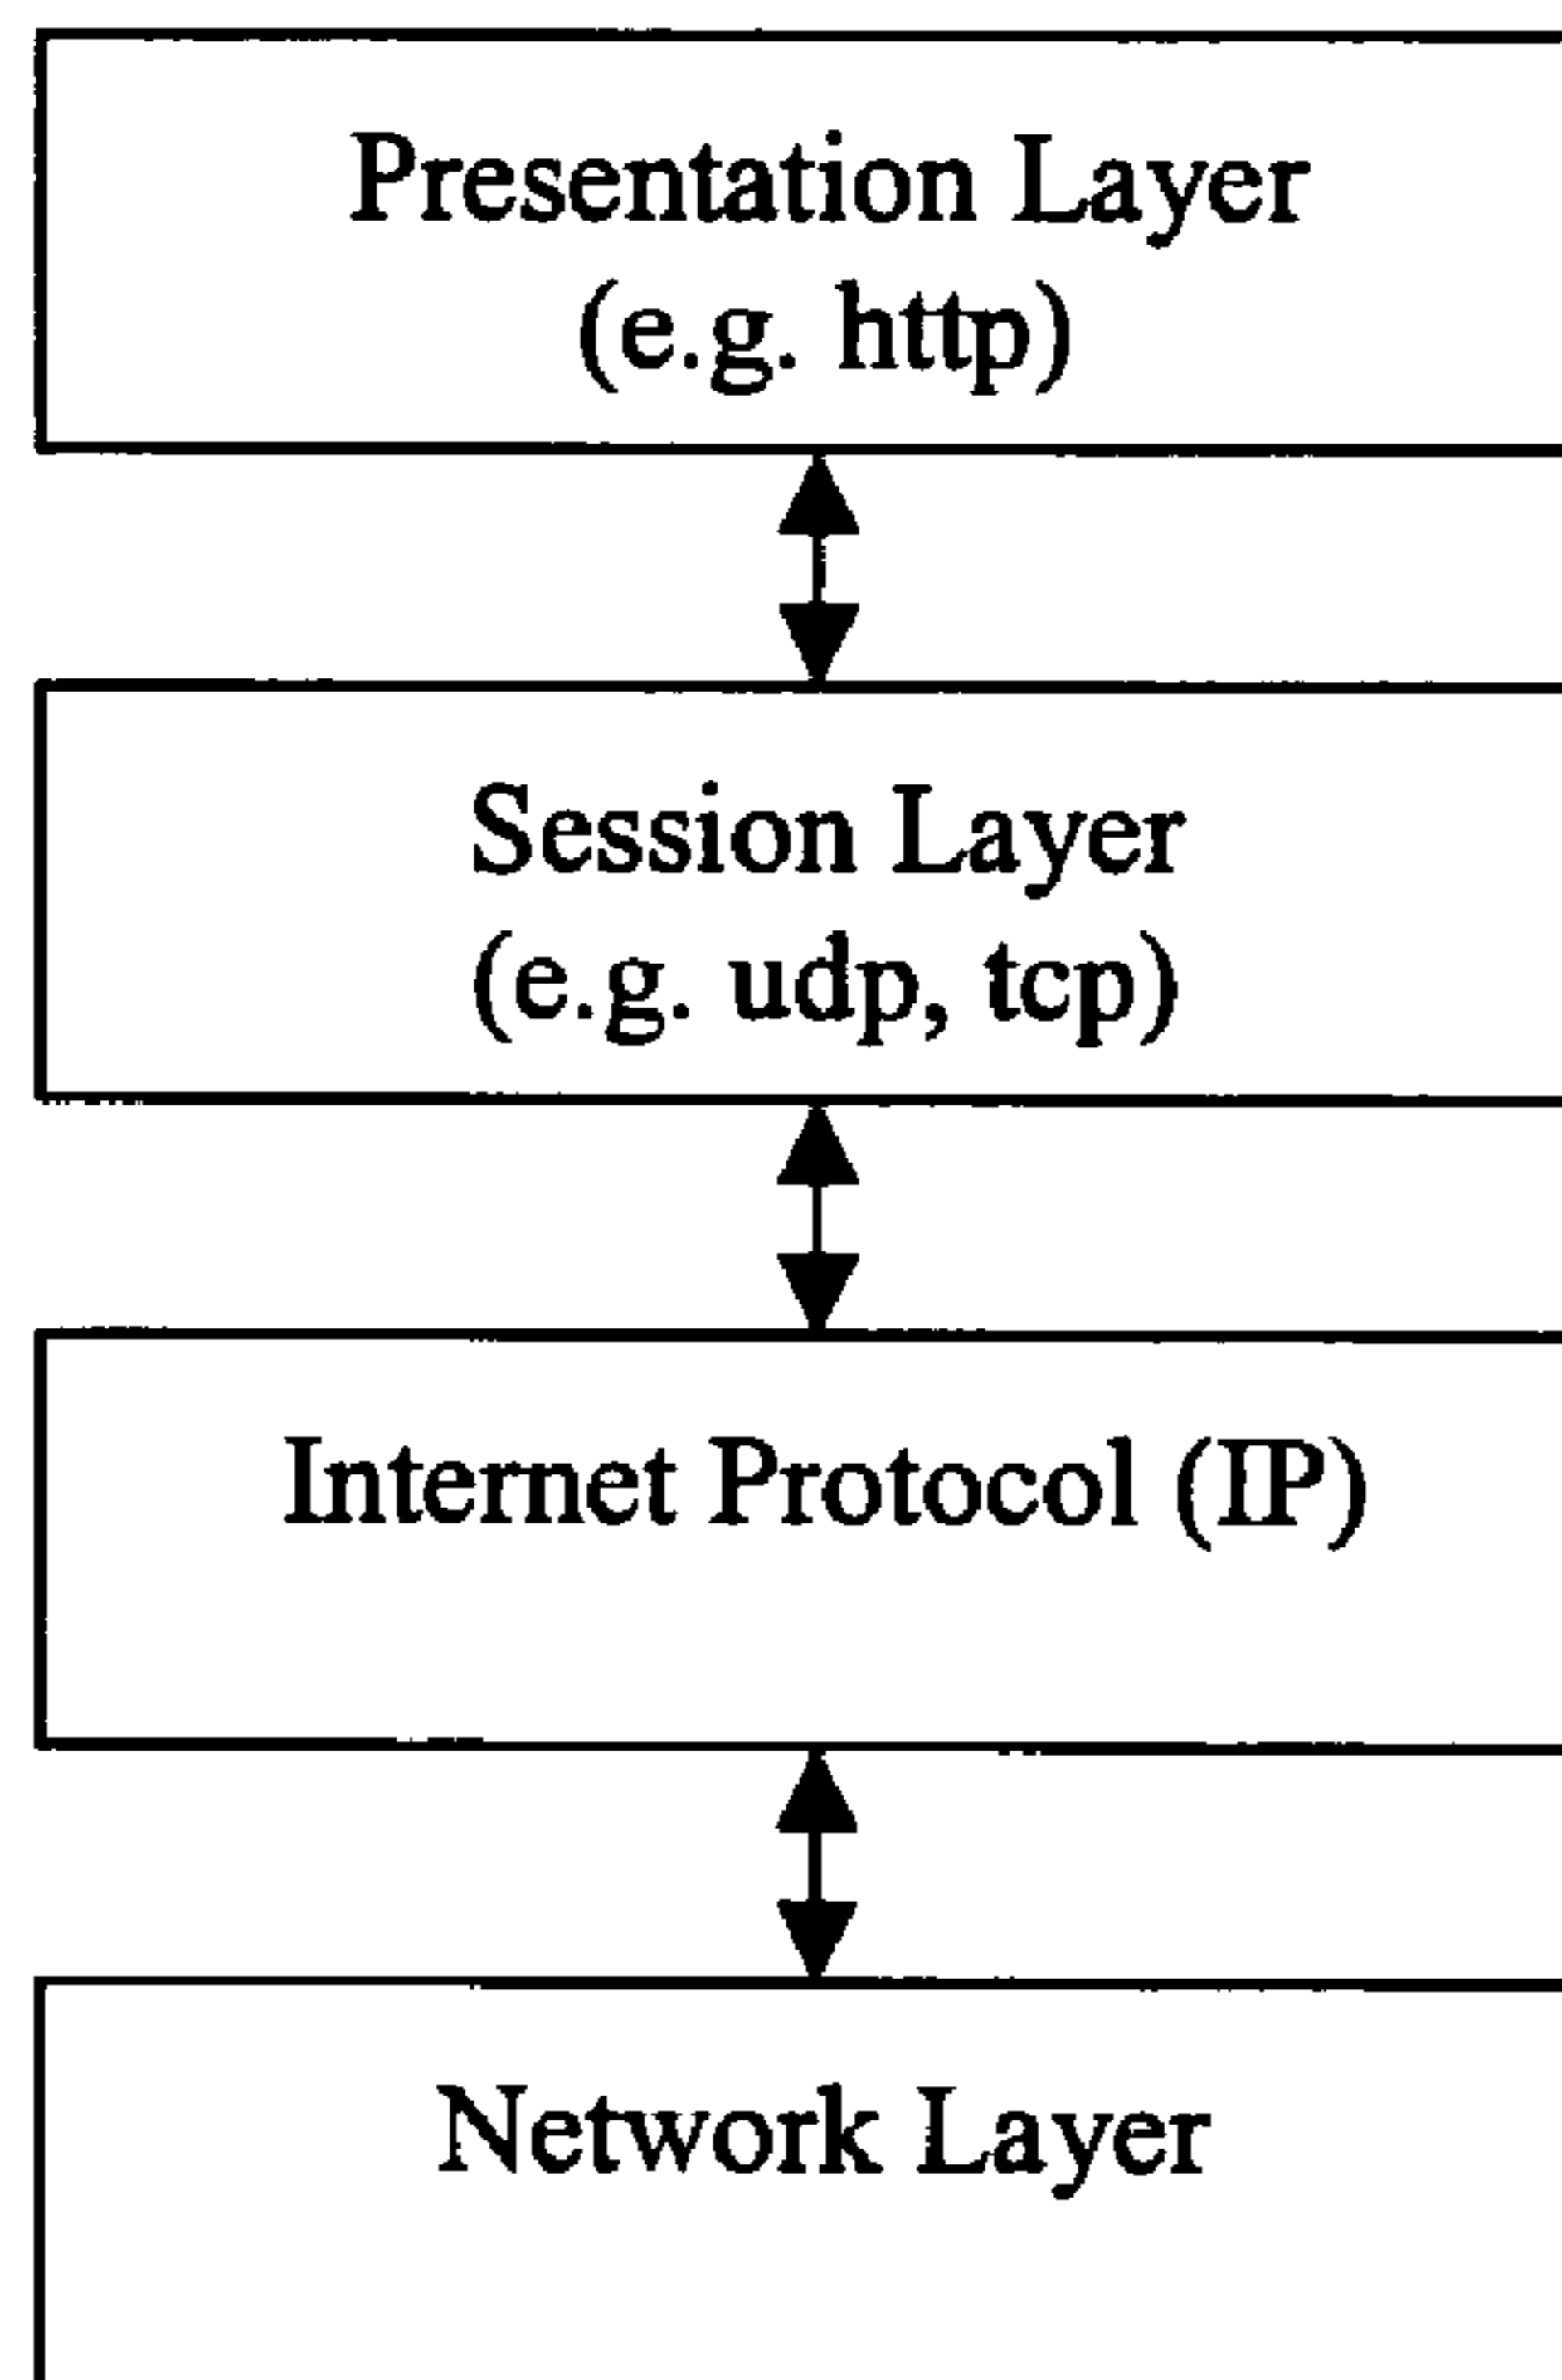 Presentation Layer
(e.g. http)
Session Layer
(e.g. udp, tcp)
Internet Protocol (IP)
Network Layer